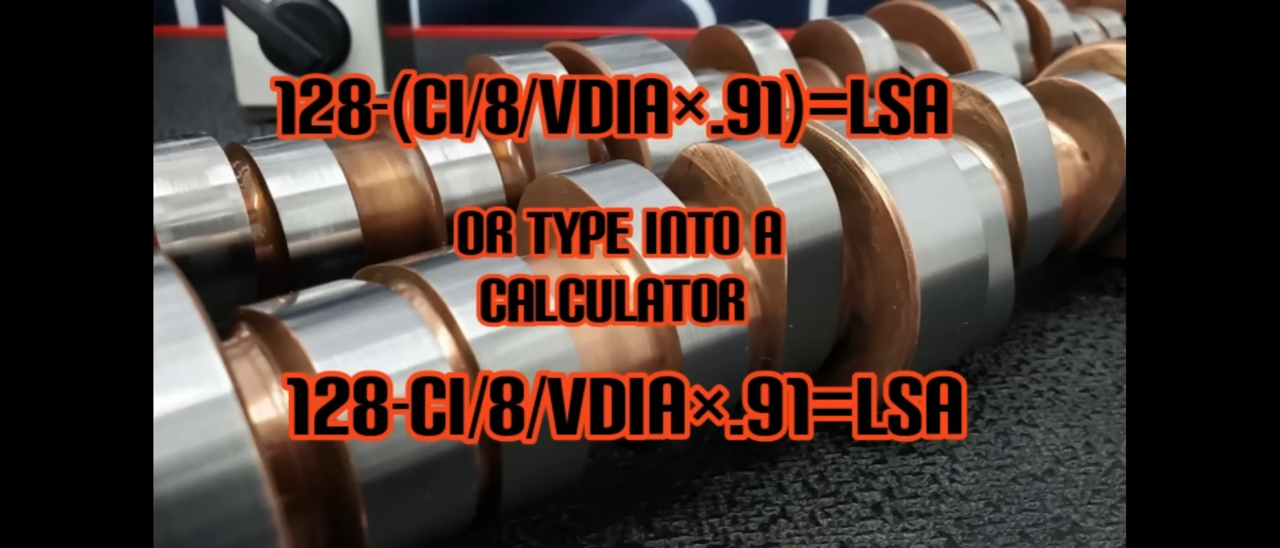 128-(CI/8/VDIA×.91)=LSA
OR TYPE INTO A
CALCULATOR
128-CI/8/VDIA×.91=LSA